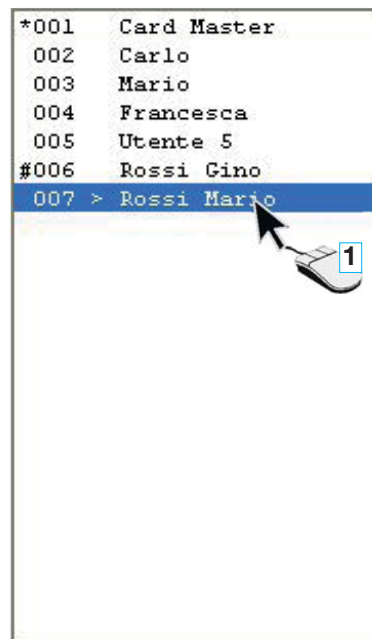 *001 Card Master
002 Carlo
003 Mario
004 Francesca
005 Utente 5
#006 Rossi Gino
007 > Rossi Mario
1